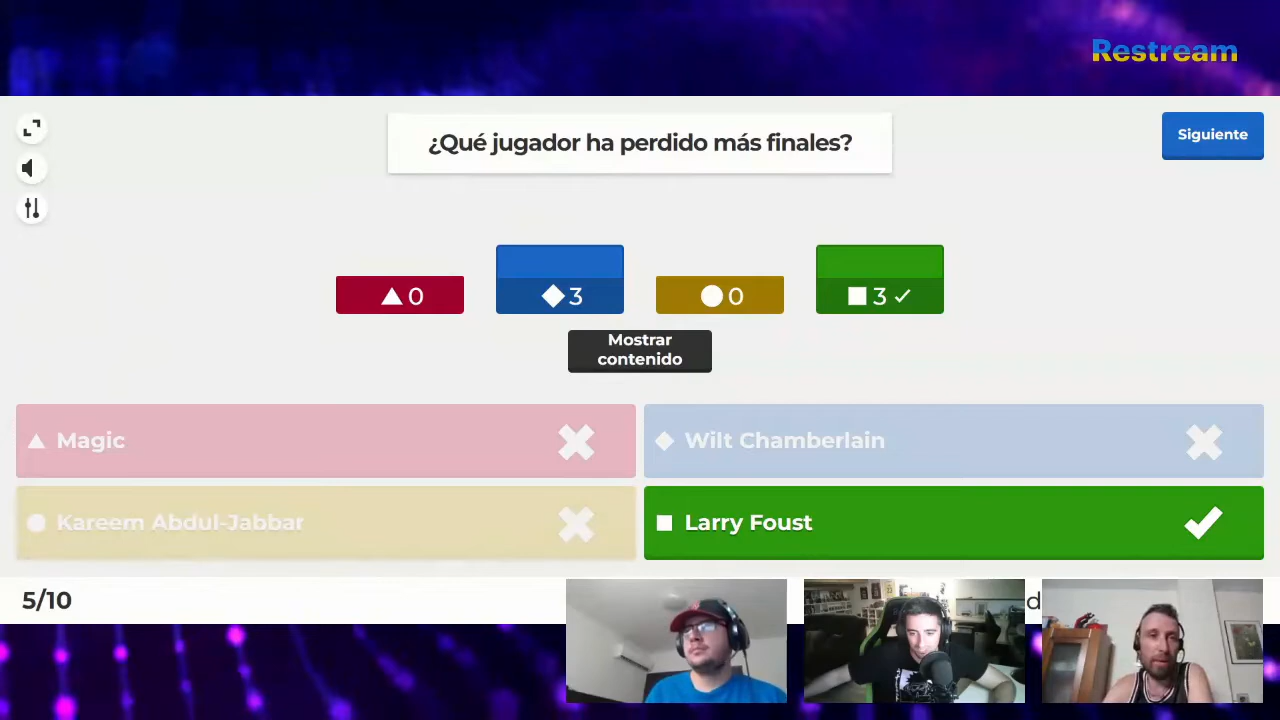 Restream
¿Qué jugador ha perdido más finales?
Siguiente
0
3
0
3
Mostrar
contenido
Magic
Wilt Chamberlain
Kareem Abdul-Jabbar
Larry Foust
5/10
d